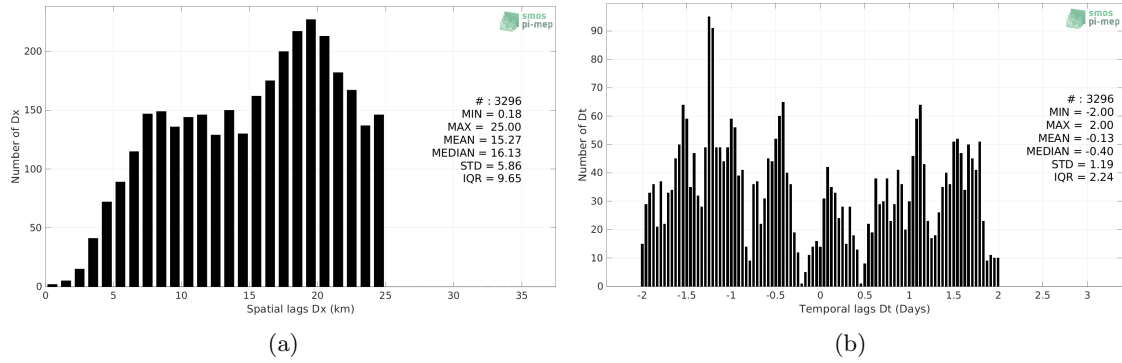 smos
pi-mep
200
150
100
50
0
Number of Dx
# : 3296
MIN = 0.18
MAX = 25.00
MEAN = 15.27
MEDIAN = 16.13
STD = 5.86
IQR = 9.65
0 5 10 15 20 25 30 35
Spatial lags Dx (km)
(a)
smos
pi-mep
90
80
70
60
50
40
30
20
10
0
Number of Dt
# : 3296
MIN = -2.00
MAX = 2.00
MEAN = -0.13
MEDIAN = -0.40
STD = 1.19
IQR = 2.24
-2 -1.5 -1 -0.5 0 0.5 1 1.5 2 2.5 3
Temporal lags Dt (Days)
(b)